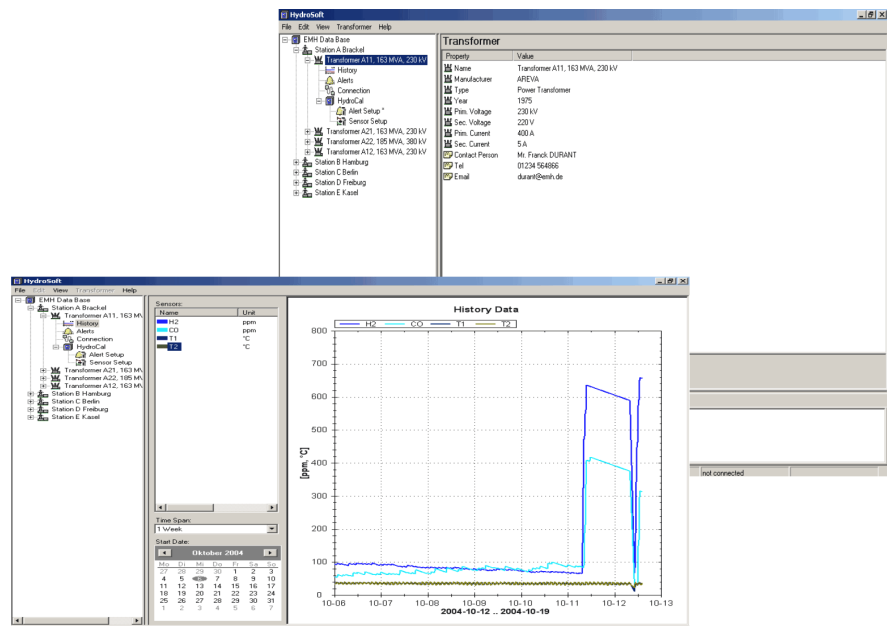 HydroSoft
File Edit View Transformer Help
EMH Data Base
Station A Brackel
Transformer A11, 163 MVA, 230 kV
History
Alerts
Connection
HydroCal
Alert Setup *
Sensor Setup
Transformer A21, 163 MVA, 230 kV
Transformer A22, 185 MVA, 380 kV
Transformer A12, 163 MVA, 230 kV
Station B Hamburg
Station C Berlin
Station D Freiburg
Station E Kasel
Transformer
Property Value
Name Transformer A11, 163 MVA, 230 kV
Manufacturer AREVA
Type Power Transformer
Year 1975
Prim. Voltage 230 kV
Sec. Voltage 220 V
Prim. Current 400 A
Sec. Current 5 A
Contact Person Mr. Franck DURANT
Tel 01234 564866
Email durant@emh.de
not connected
HydroSoft
File Edit View Transformer Help
EMH Data Base
Station A Brackel
Transformer A11, 163 M
History
Alerts
Connection
HydroCal
Alert Setup
Sensor Setup
Transformer A21, 163 M
Transformer A22, 185 M
Transformer A12, 163 M
Station B Hamburg
Station C Berlin
Station D Freiburg
Station E Kasel
Sensors:
Name Unit
H2 ppm
CO ppm
T1 °C
T2 °C
Time Span:
1 Week
Start Date:
Oktober 2004
Mo Di Mi Do Fr Sa So
27 28 29 30 1 2 3
4 5 6 7 8 9 10
11 12 13 14 15 16 17
18 19 20 21 22 23 24
25 26 27 28 29 30 31
1 2 3 4 5 6 7
History Data
H2 CO T1 T2
800
700
600
500
400
300
200
100
0
[ppm, °C]
10-06 10-07 10-08 10-09 10-10 10-11 10-12 10-13
2004-10-12 .. 2004-10-19